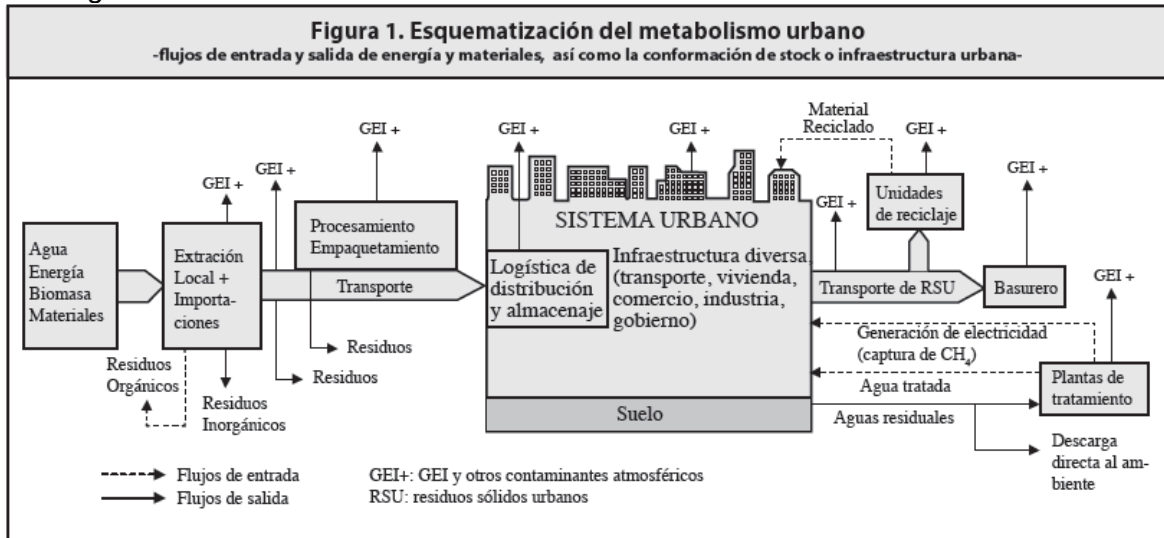 Figura 1. Esquematización del metabolismo urbano
-flujos de entrada y salida de energía y materiales, así como la conformación de stock o infraestructura urbana-
GEI +
GEI +
GEI +
GEI +
GEI +
Material
Reciclado
GEI +
GEI +
GEI +
GEI +
Agua
Energía
Biomasa
Materiales
Extracción
Local +
Importa-
ciones
Procesamiento
Empaquetamiento
Transporte
SISTEMA URBANO
Logística de
distribución
y almacenaje
Infraestructura diversa
(transporte, vivienda,
comercio, industria,
gobierno)
Unidades
de reciclaje
Transporte de RSU
Basurero
Generación de electricidad
(captura de CH₄)
Agua tratada
Plantas de
tratamiento
Residuos
Orgánicos
Residuos
Inorgánicos
Residuos
Residuos
Suelo
Aguas residuales
Descarga
directa al am-
biente
Flujos de entrada
Flujos de salida
GEI+: GEI y otros contaminantes atmosféricos
RSU: residuos sólidos urbanos